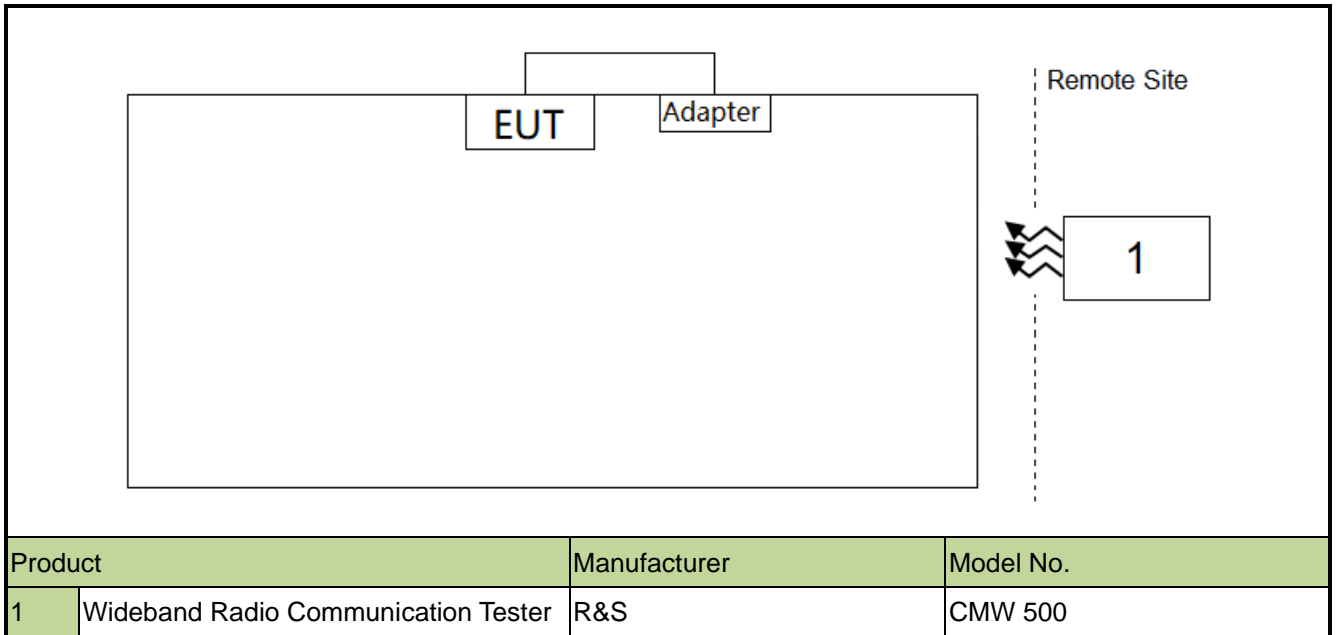 Remote Site
EUT
Adapter
1
Product Manufacturer Model No.
1 Wideband Radio Communication Tester R&S CMW 500